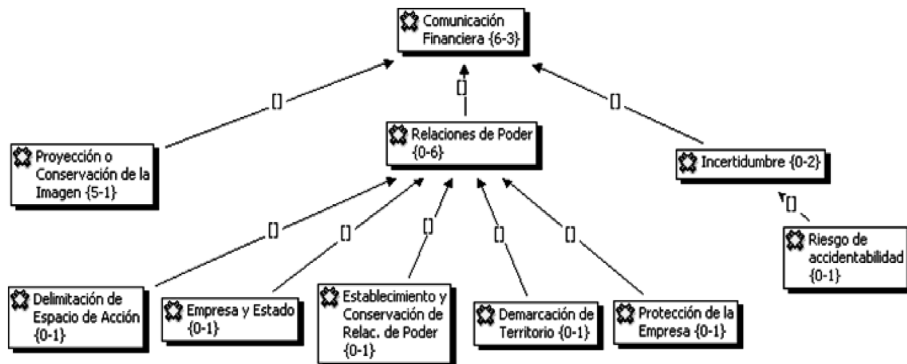 Comunicación
Financiera {6-3}
[]
[]
[]
Proyección o
Conservación de la
Imagen {5-1}
Relaciones de Poder
{0-6}
Incertidumbre {0-2}
[]
[]
[]
[]
[]
[]
Delimitación de
Espacio de Acción
{0-1}
Empresa y Estado
{0-1}
Establecimiento y
Conservación de
Relac. de Poder
{0-1}
Demarcación de
Territorio {0-1}
Protección de la
Empresa {0-1}
Riesgo de
accidentabilidad
{0-1}